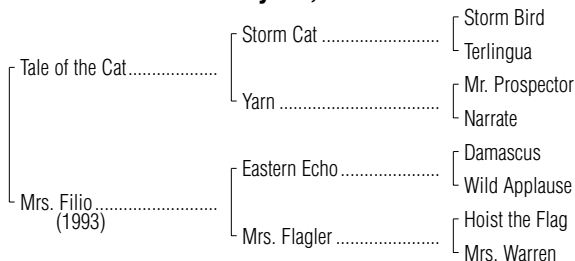 Storm Bird
Storm Cat ..............................
Terlingua
Tale of the Cat...................
Mr. Prospector
Yarn .......................................
Narrate
Damascus
Eastern Echo .........................
Wild Applause
Mrs. Filio ..........................
(1993)
Hoist the Flag
Mrs. Flagler ...........................
Mrs. Warren